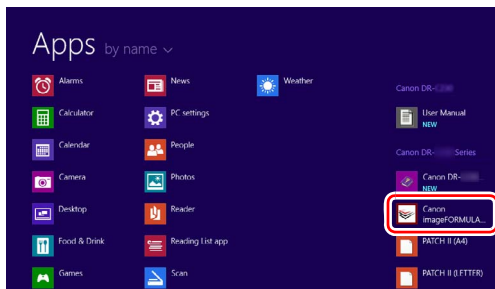 Apps by name
Alarms
Calculator
Calendar
Camera
Desktop
Food & Drink
Games
News
PC settings
People
Photos
Reader
Reading List app
Scan
Weather
Canon DR-
User Manual
NEW
Canon DR- Series
Canon DR-
NEW
Canon
imageFORMULA...
PATCH II (A4)
PATCH II (LETTER)